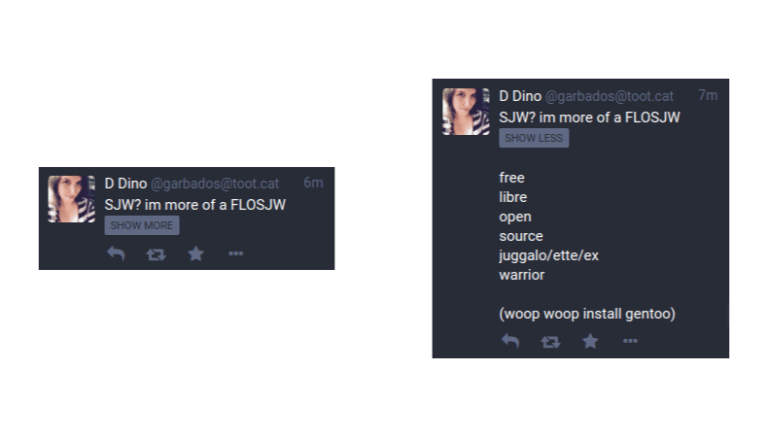 D Dino @garbados@toot.cat 6m
SJW? im more of a FLOSJW
SHOW MORE
D Dino @garbados@toot.cat 7m
SJW? im more of a FLOSJW
SHOW LESS
free
libre
open
source
juggalo/ette/ex
warrior
(woop woop install gentoo)